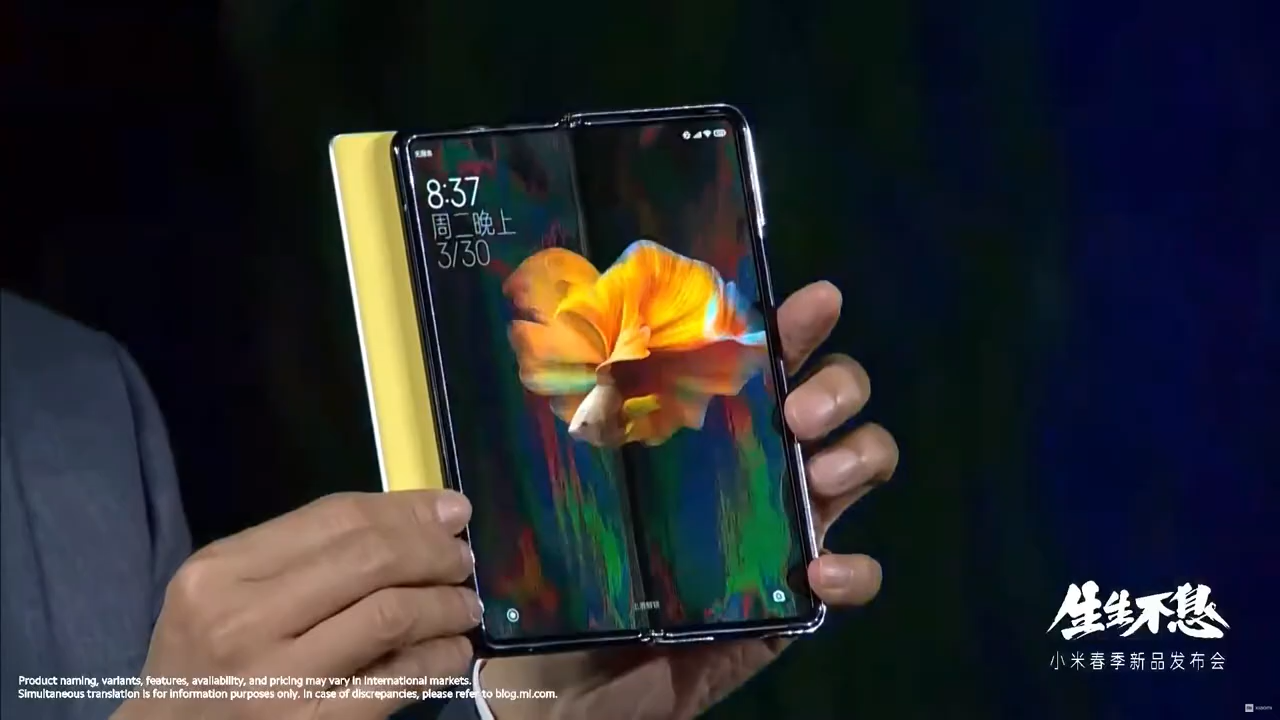 8:37
周二晚上
3/30
生生不息
小米春季新品发布会
Product naming, variants, features, availability, and pricing may vary in international markets.
Simultaneous translation is for information purposes only. In case of discrepancies, please refer to blog.mi.com.
xiaomi